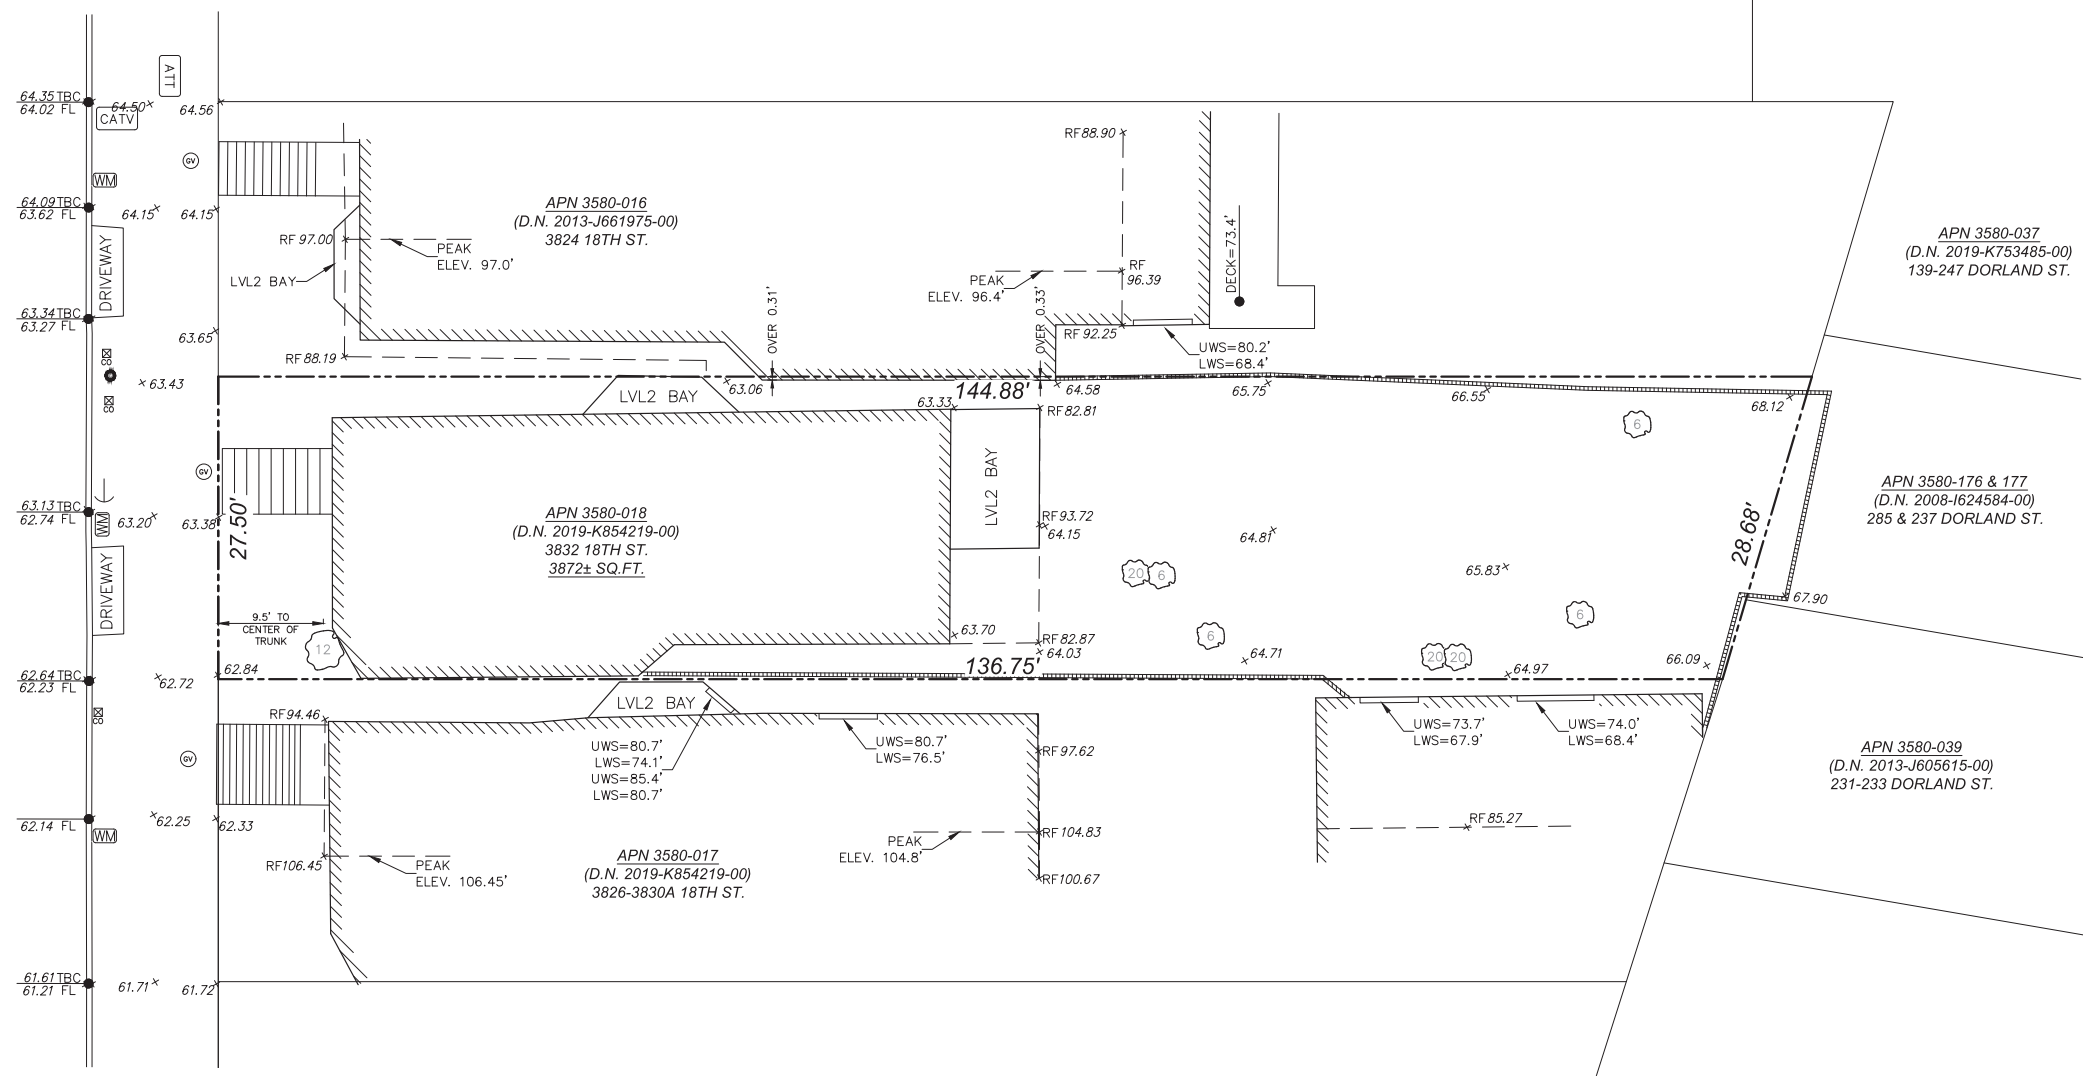 ATT
64.35 TBC
64.02 FL
64.50
64.56
CATV
GV
WM
64.09 TBC
63.62 FL
64.15
64.15
DRIVEWAY
63.34 TBC
63.27 FL
63.65
63.43
RF 97.00
LVL2 BAY
PEAK
ELEV. 97.0'
RF 88.19
APN 3580-016
(D.N. 2013-J661975-00)
3824 18TH ST.
RF 88.90
PEAK
ELEV. 96.4'
RF
96.39
RF 92.25
DECK=73.4'
UWS=80.2'
LWS=68.4'
OVER 0.31'
OVER 0.33'
APN 3580-037
(D.N. 2019-K753485-00)
139-247 DORLAND ST.
LVL2 BAY
63.06
144.88'
63.33
RF 82.81
64.58
65.75
66.55
68.12
6
GV
63.13 TBC
62.74 FL
WM
63.20
63.38
27.50'
DRIVEWAY
APN 3580-018
(D.N. 2019-K854219-00)
3832 18TH ST.
3872± SQ.FT.
LVL2 BAY
RF 93.72
64.15
64.81
65.83
20
6
6
6
20
20
28.68'
APN 3580-176 & 177
(D.N. 2008-I624584-00)
285 & 237 DORLAND ST.
67.90
9.5' TO
CENTER OF
TRUNK
12
63.70
RF 82.87
64.03
136.75'
64.71
64.97
66.09
62.64 TBC
62.23 FL
62.72
62.84
RF 94.46
LVL2 BAY
UWS=80.7'
LWS=74.1'
UWS=85.4'
LWS=80.7'
UWS=80.7'
LWS=76.5'
RF 97.62
UWS=73.7'
LWS=67.9'
UWS=74.0'
LWS=68.4'
APN 3580-039
(D.N. 2013-J605615-00)
231-233 DORLAND ST.
GV
62.14 FL
WM
62.25
62.33
RF 106.45
PEAK
ELEV. 106.45'
APN 3580-017
(D.N. 2019-K854219-00)
3826-3830A 18TH ST.
PEAK
ELEV. 104.8'
RF 104.83
RF 100.67
RF 85.27
61.61 TBC
61.21 FL
61.71
61.72